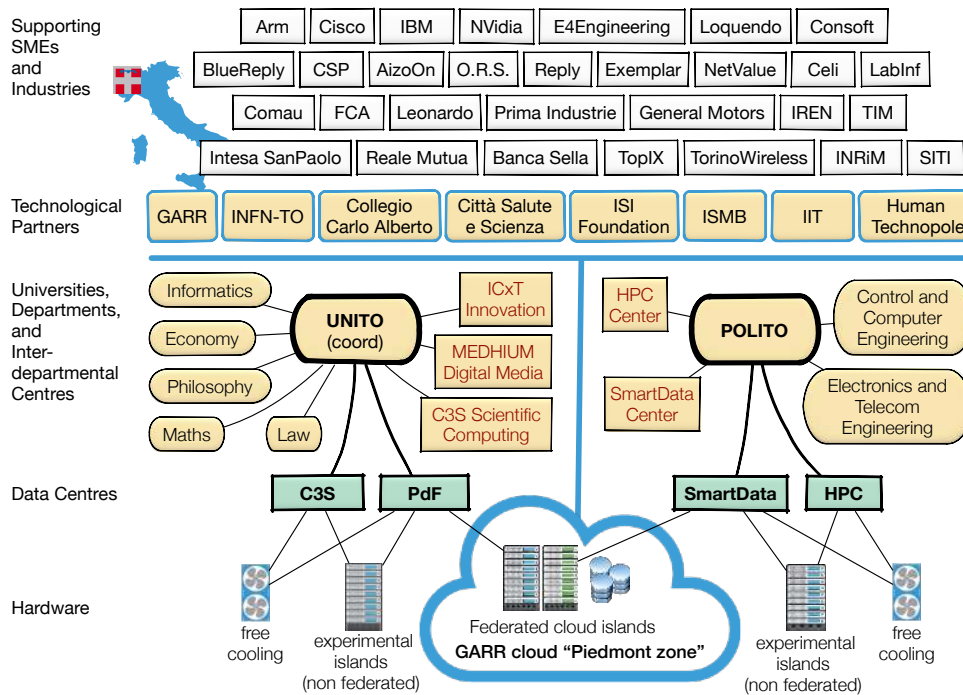 Supporting
SMEs
and
Industries
Arm
Cisco
IBM
NVidia
E4Engineering
Loquendo
Consoft
BlueReply
CSP
AizoOn
O.R.S.
Reply
Exemplar
NetValue
Celi
LabInf
Comau
FCA
Leonardo
Prima Industrie
General Motors
IREN
TIM
Intesa SanPaolo
Reale Mutua
Banca Sella
TopIX
TorinoWireless
INRiM
SITI
Technological
Partners
GARR
INFN-TO
Collegio
Carlo Alberto
Città Salute
e Scienza
ISI
Foundation
ISMB
IIT
Human
Technopole
Universities,
Departments,
and
Inter-
departmental
Centres
Informatics
Economy
Philosophy
Maths
Law
UNITO
(coord)
ICxT
Innovation
MEDHIUM
Digital Media
C3S Scientific
Computing
HPC
Center
SmartData
Center
POLITO
Control and
Computer
Engineering
Electronics and
Telecom
Engineering
Data Centres
C3S
PdF
SmartData
HPC
Hardware
free
cooling
experimental
islands
(non federated)
Federated cloud islands
GARR cloud “Piedmont zone”
experimental
islands
(non federated)
free
cooling